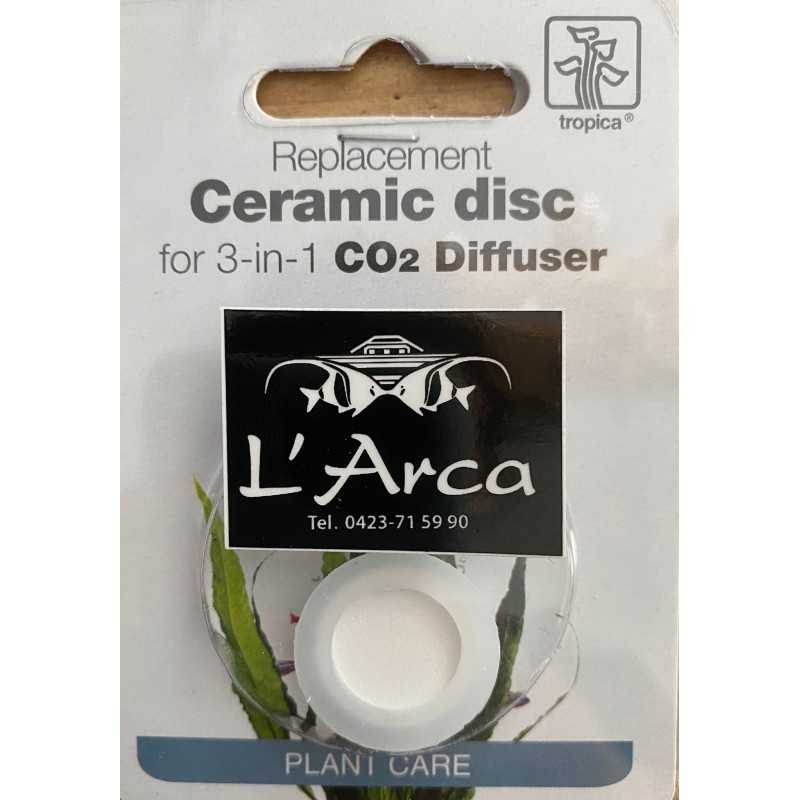 tropica®
Replacement
Ceramic disc
for 3-in-1 CO2 Diffuser
L'Arca
Tel. 0423-71 59 90
PLANT CARE